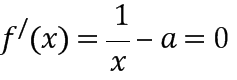 f′(x) = 1/x − a = 0